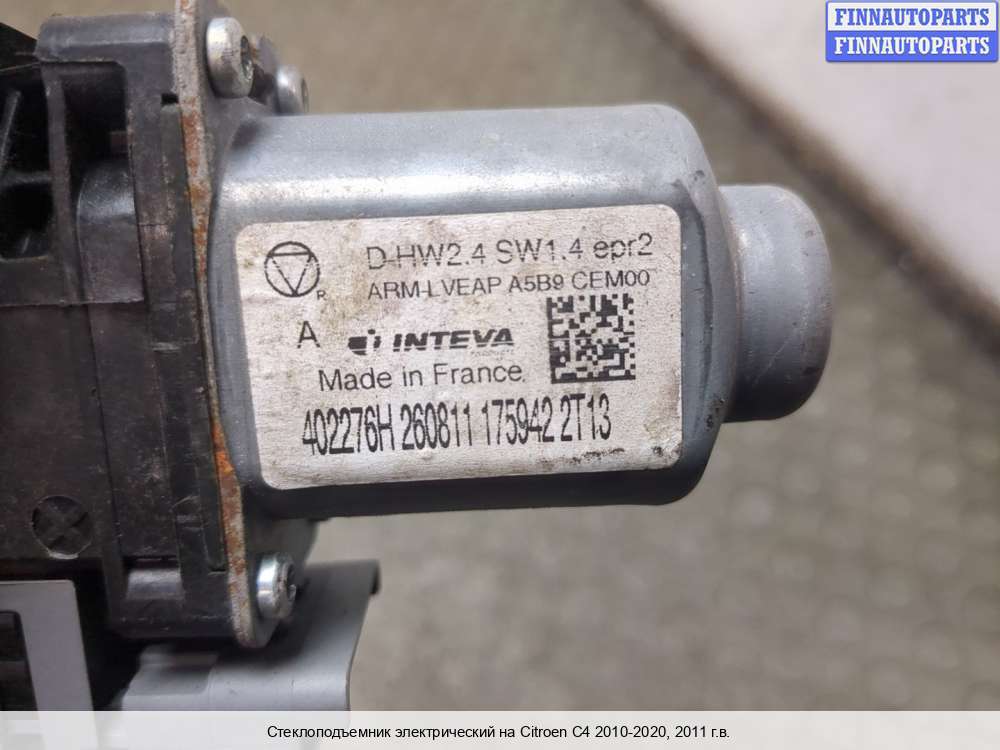 FINNAUTOPARTS
FINNAUTOPARTS
D-HW2.4 SW1.4 epr2
ARM-LVEAP A5B9 CEM00
R
A
INTEVA
PRODUCTS
Made in France
402276H 260811 175942 2T13
Стеклоподъемник электрический на Citroen C4 2010-2020, 2011 г.в.